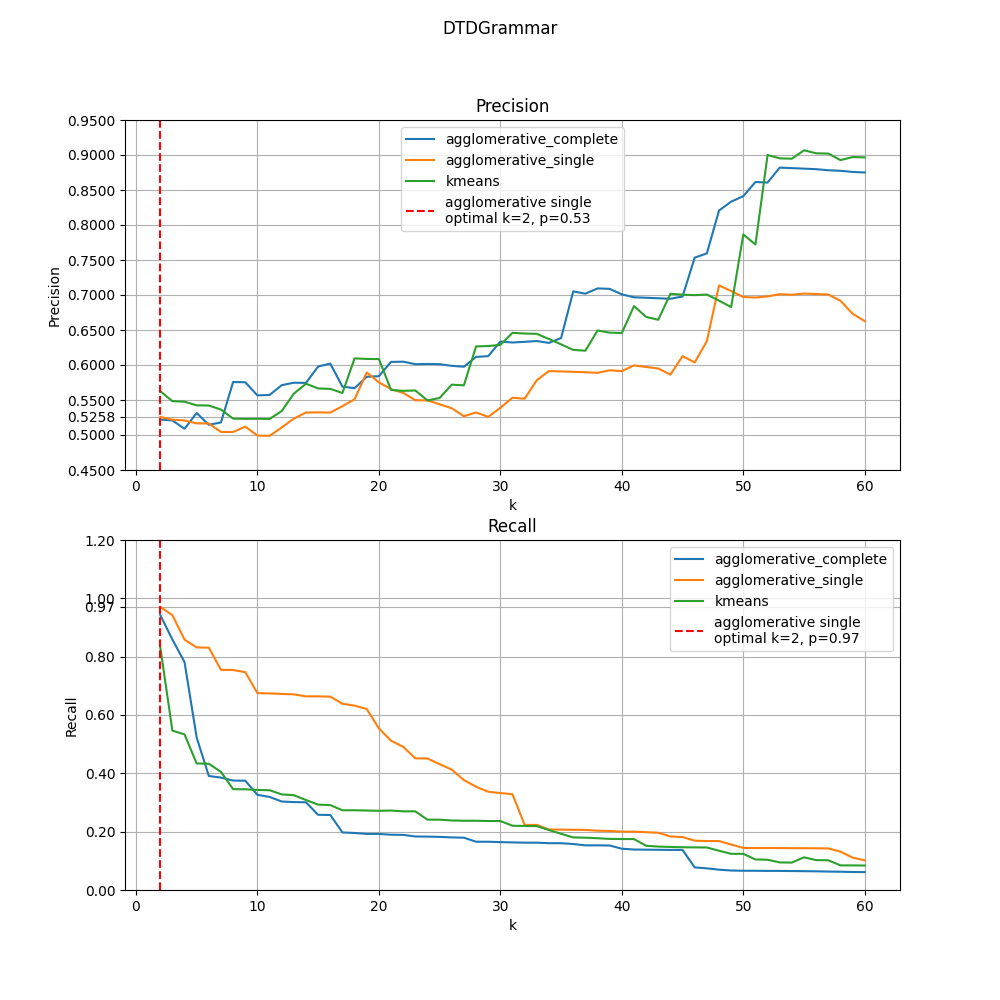 DTDGrammar
Precision
0.9500
0.9000
0.8500
0.8000
0.7500
0.7000
0.6500
0.6000
0.5500
0.5258
0.5000
0.4500
Precision
agglomerative_complete
agglomerative_single
kmeans
agglomerative single
optimal k=2, p=0.53
0 10 20 30 40 50 60
k
Recall
1.20
1.00
0.97
0.80
0.60
0.40
0.20
0.00
Recall
agglomerative_complete
agglomerative_single
kmeans
agglomerative single
optimal k=2, p=0.97
0 10 20 30 40 50 60
k